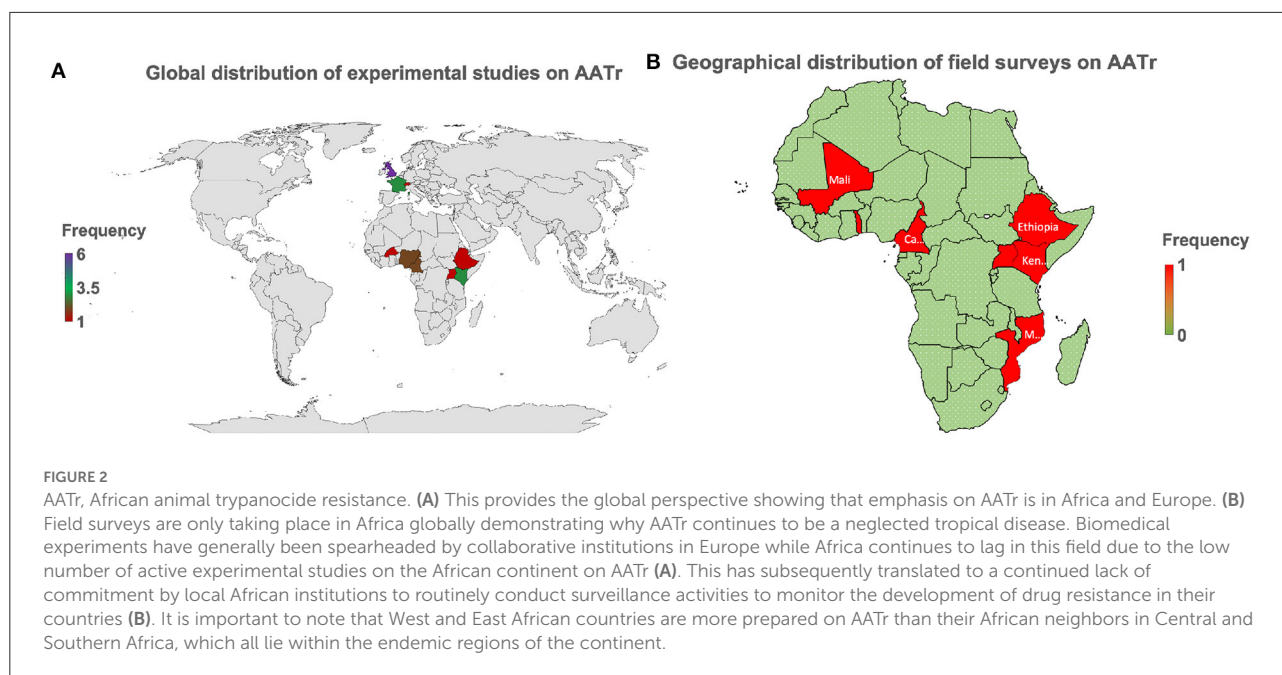 A
Global distribution of experimental studies on AATr
Frequency
6
3.5
1
B Geographical distribution of field surveys on AATr
Mali
Ca...
Ethiopia
Ken...
M...
Frequency
1
0
FIGURE 2
AATr, African animal trypanocide resistance. (A) This provides the global perspective showing that emphasis on AATr is in Africa and Europe. (B)
Field surveys are only taking place in Africa globally demonstrating why AATr continues to be a neglected tropical disease. Biomedical
experiments have generally been spearheaded by collaborative institutions in Europe while Africa continues to lag in this field due to the low
number of active experimental studies on the African continent on AATr (A). This has subsequently translated to a continued lack of
commitment by local African institutions to routinely conduct surveillance activities to monitor the development of drug resistance in their
countries (B). It is important to note that West and East African countries are more prepared on AATr than their African neighbors in Central and
Southern Africa, which all lie within the endemic regions of the continent.